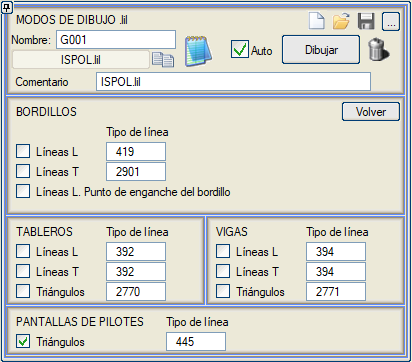 MODOS DE DIBUJO .lil
...
Nombre: G001
ISPOL.lil
Auto
Dibujar
Comentario ISPOL.lil
BORDILLOS
Volver
Tipo de línea
Líneas L 419
Líneas T 2901
Líneas L. Punto de enganche del bordillo
TABLEROS Tipo de línea
Líneas L 392
Líneas T 392
Triángulos 2770
VIGAS Tipo de línea
Líneas L 394
Líneas T 394
Triángulos 2771
PANTALLAS DE PILOTES Tipo de línea
Triángulos 445